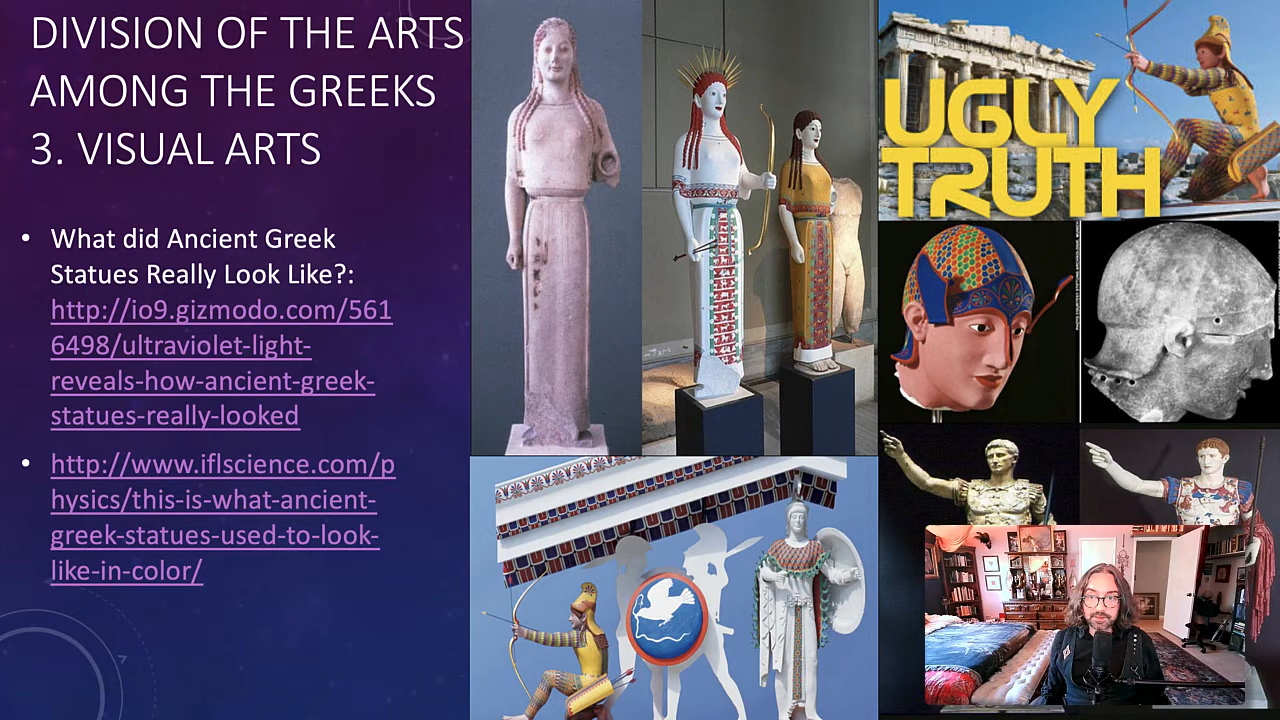 DIVISION OF THE ARTS
AMONG THE GREEKS
3. VISUAL ARTS
• What did Ancient Greek
Statues Really Look Like?:
http://io9.gizmodo.com/561
6498/ultraviolet-light-
reveals-how-ancient-greek-
statues-really-looked
• http://www.iflscience.com/p
hysics/this-is-what-ancient-
greek-statues-used-to-look-
like-in-color/
UGLY
TRUTH